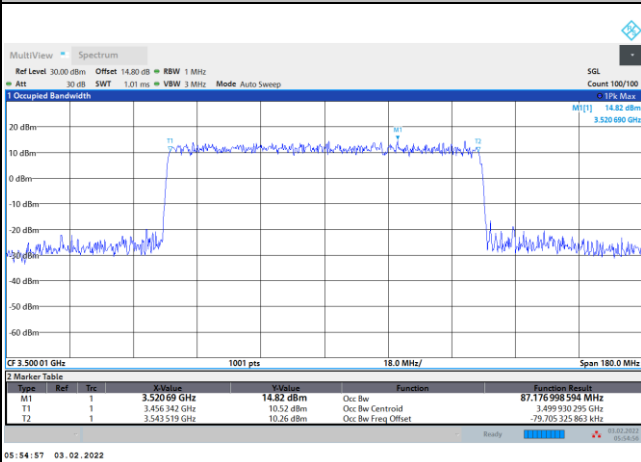 MultiView Spectrum
Ref Level 30.00 dBm Offset 14.80 dB RBW 1 MHz SGL
Att 30 dB SWT 1.01 ms VBW 3 MHz Mode Auto Sweep Count 100/100
1 Occupied Bandwidth 1Pk Max
M1[1] 14.82 dBm
3.520 690 GHz
20 dBm
M1
T1 T2
10 dBm
0 dBm
-10 dBm
-20 dBm
-30 dBm
-40 dBm
-50 dBm
-60 dBm
CF 3.500 01 GHz 1001 pts 18.0 MHz/ Span 180.0 MHz
2 Marker Table
Type Ref Trc X-Value Y-Value Function Function Result
M1 1 3.520 69 GHz 14.82 dBm Occ Bw 87.176 998 594 MHz
T1 1 3.456 342 GHz 10.52 dBm Occ Bw Centroid 3.499 930 295 GHz
T2 1 3.543 519 GHz 10.26 dBm Occ Bw Freq Offset -79.705 325 863 kHz
Ready 03.02.2022
05:54:56
05:54:57 03.02.2022